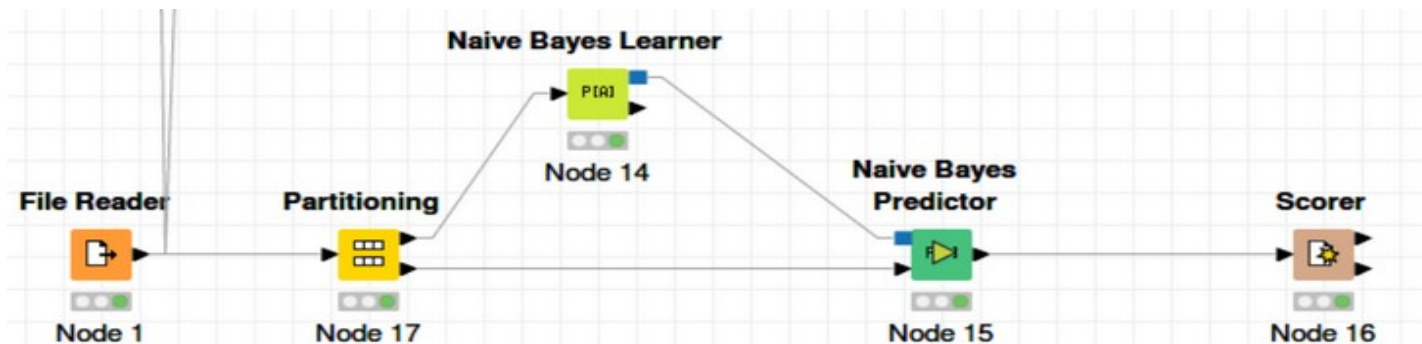 Naive Bayes Learner
P[A]
Node 14
File Reader
Node 1
Partitioning
Node 17
Naive Bayes
Predictor
Node 15
Scorer
Node 16